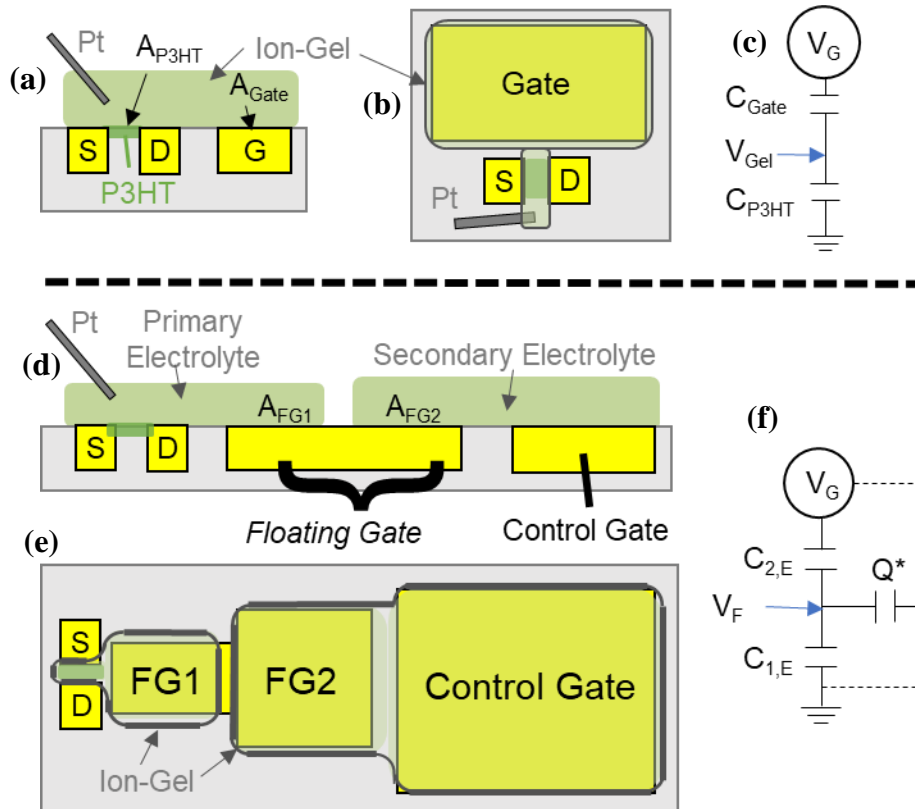 (a)
Pt
A_P3HT
Ion-Gel
A_Gate
S
D
G
P3HT
(b)
Gate
S
D
Pt
(c)
V_G
C_Gate
V_Gel
C_P3HT
(d)
Pt
Primary
Electrolyte
Secondary Electrolyte
A_FG1
A_FG2
S
D
Floating Gate
Control Gate
(e)
S
D
FG1
FG2
Control Gate
Ion-Gel
(f)
V_G
C_2,E
Q*
V_F
C_1,E